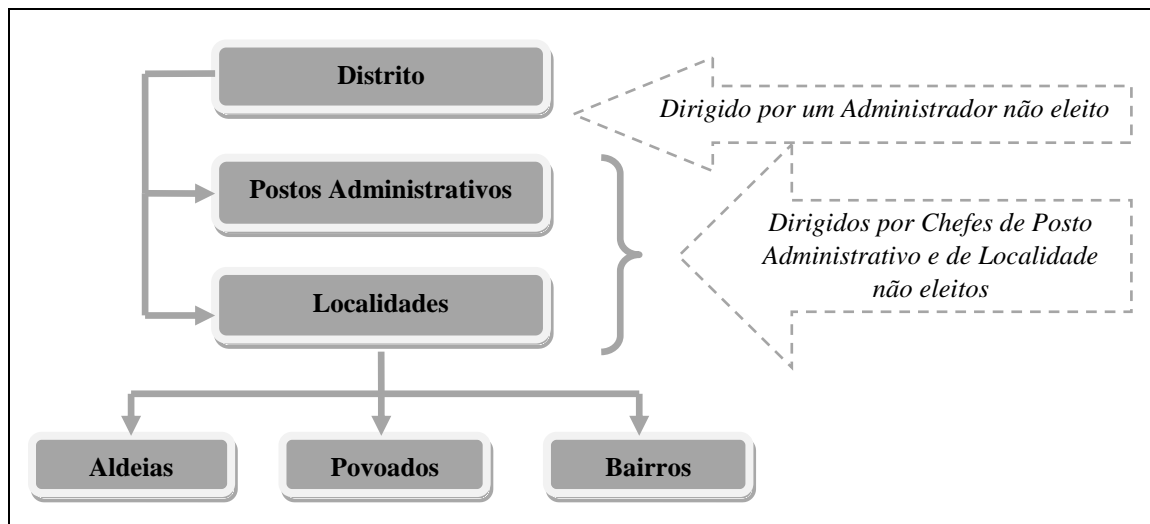 Distrito
Dirigido por um Administrador não eleito
Postos Administrativos
Dirigidos por Chefes de Posto
Administrativo e de Localidade
não eleitos
Localidades
Aldeias
Povoados
Bairros